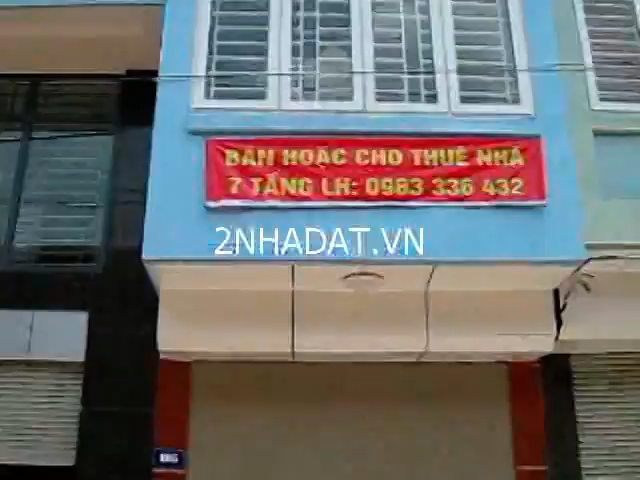 BÁN HOẶC CHO THUÊ NHÀ
7 TẦNG LH: 0983 336 432
2NHADAT.VN